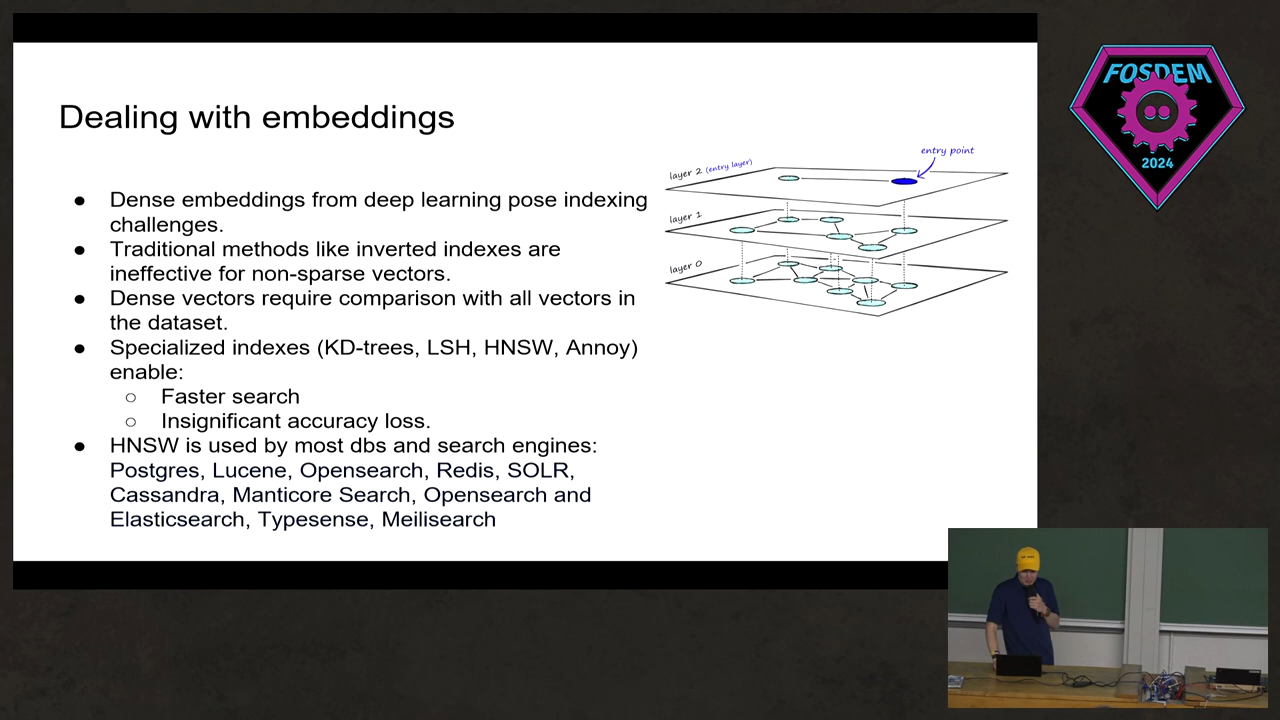 Dealing with embeddings
● Dense embeddings from deep learning pose indexing
challenges.
● Traditional methods like inverted indexes are
ineffective for non-sparse vectors.
● Dense vectors require comparison with all vectors in
the dataset.
● Specialized indexes (KD-trees, LSH, HNSW, Annoy)
enable:
○ Faster search
○ Insignificant accuracy loss.
● HNSW is used by most dbs and search engines:
Postgres, Lucene, Opensearch, Redis, SOLR,
Cassandra, Manticore Search, Opensearch and
Elasticsearch, Typesense, Meilisearch
entry point
layer 2 (entry layer)
layer 1
layer 0
FOSDEM
2024